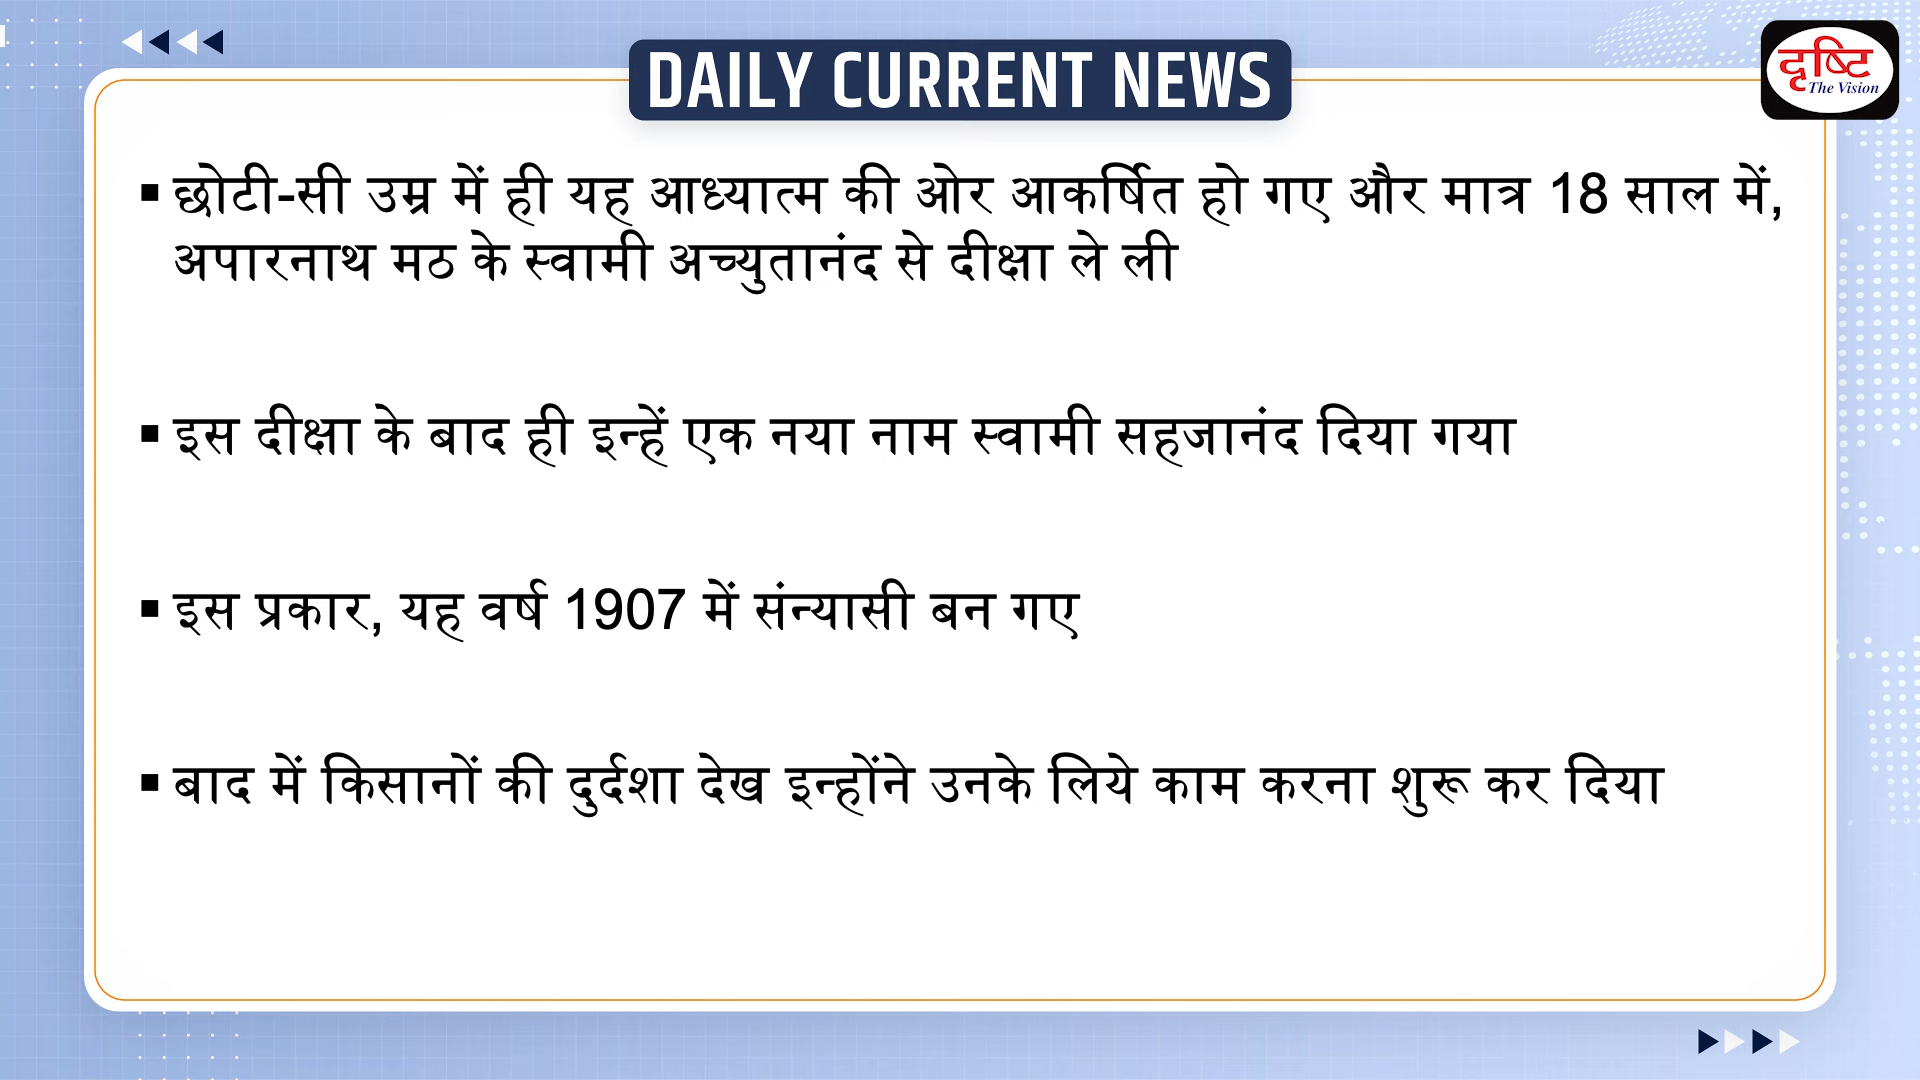 DAILY CURRENT NEWS
दृष्टि
The Vision
▪ छोटी-सी उम्र में ही यह आध्यात्म की ओर आकर्षित हो गए और मात्र 18 साल में,
अपारनाथ मठ के स्वामी अच्युतानंद से दीक्षा ले ली
▪ इस दीक्षा के बाद ही इन्हें एक नया नाम स्वामी सहजानंद दिया गया
▪ इस प्रकार, यह वर्ष 1907 में संन्यासी बन गए
▪ बाद में किसानों की दुर्दशा देख इन्होंने उनके लिये काम करना शुरू कर दिया